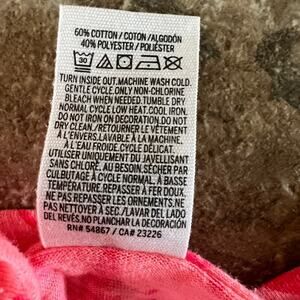 60% COTTON / COTON /ALGODÓN
40% POLYESTER / POLIÉSTER
30
TURN INSIDE OUT.MACHINE WASH COLD.
GENTLE CYCLE.ONLY NON-CHLORINE
BLEACH WHEN NEEDED.TUMBLE DRY
NORMAL CYCLE LOW HEAT.COOL IRON.
DO NOT IRON ON DECORATION.DO NOT
DRY CLEAN./RETOURNER LE VÊTEMENT
À L'ENVERS.LAVABLE À LA MACHINE,
À L'EAU FROIDE.CYCLE DÉLICAT.
UTILISER UNIQUEMENT DU JAVELLISANT
SANS CHLORE, AU BESOIN.SÉCHER PAR
CULBUTAGE À CYCLE NORMAL, À BASSE
TEMPÉRATURE.REPASSER À FER DOUX.
NE PAS REPASSER LES ORNEMENTS.
NE PAS NETTOYER À SEC./LAVAR DEL LADO
DEL REVÉS.NO PLANCHAR LA DECORACIÓN
RN# 54867 / CA# 23226